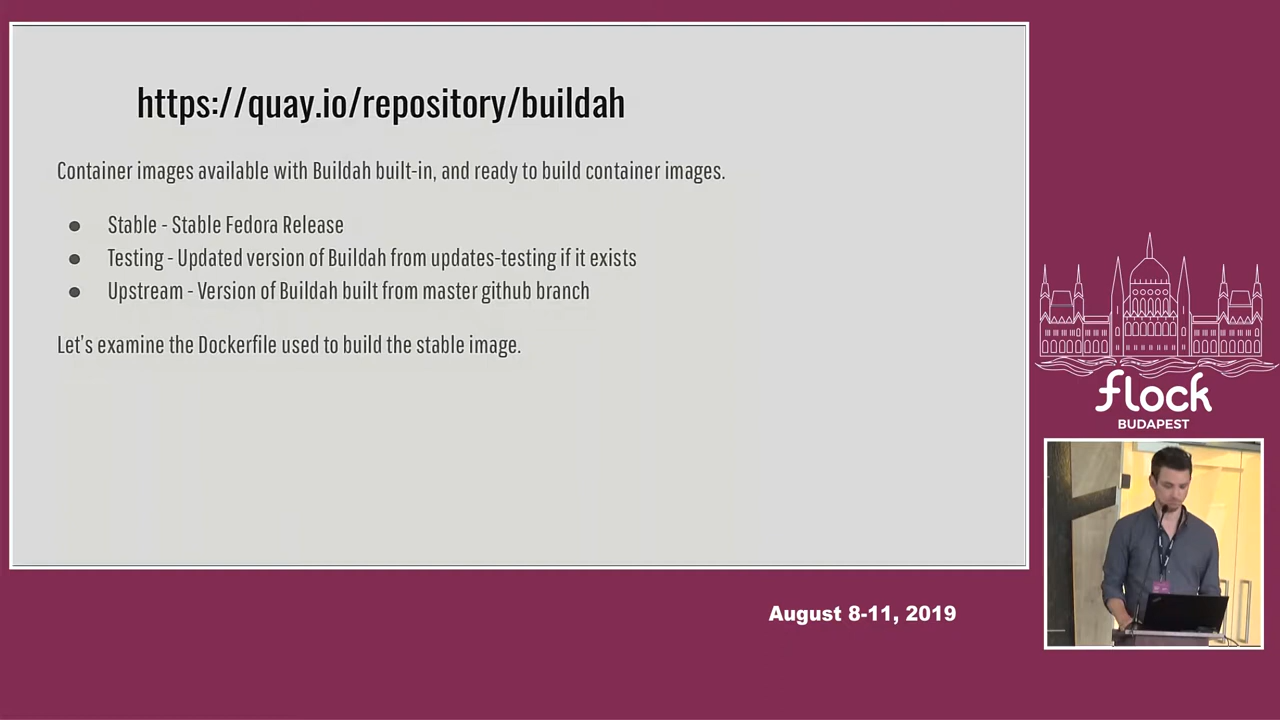 https://quay.io/repository/buildah
Container images available with Buildah built-in, and ready to build container images.
● Stable - Stable Fedora Release
● Testing - Updated version of Buildah from updates-testing if it exists
● Upstream - Version of Buildah built from master github branch
Let's examine the Dockerfile used to build the stable image.
flock
BUDAPEST
August 8-11, 2019